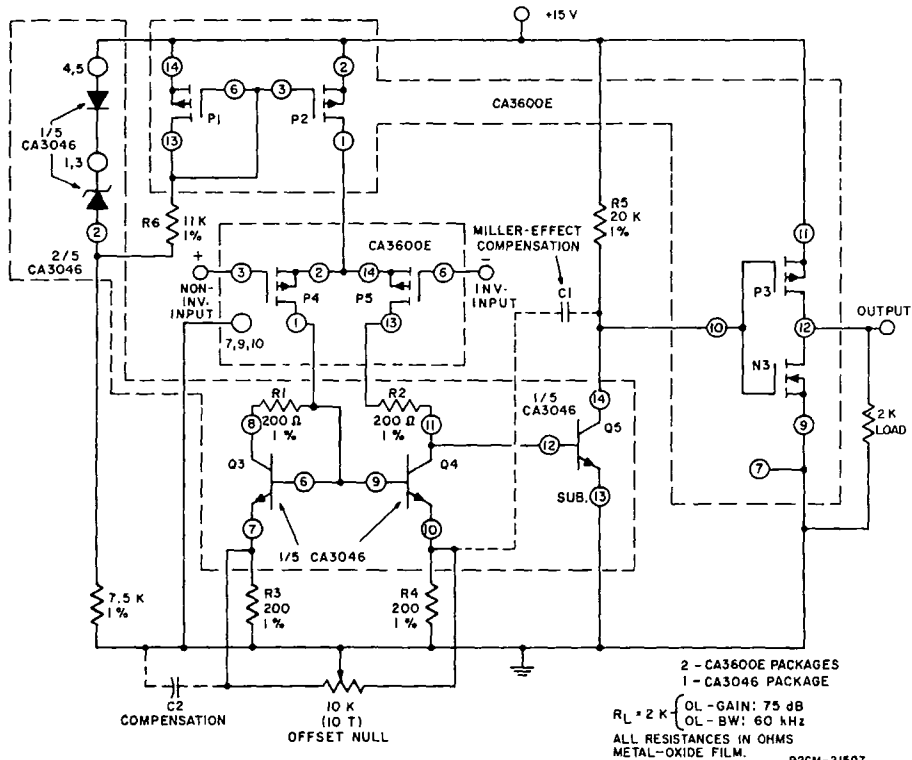 +15 V
4,5
14
2
6
3
P1
P2
CA3600E
1/5
CA3046
1,3
13
1
2
R6
11 K
1%
2/5
CA3046
R5
20 K
1%
MILLER-EFFECT
COMPENSATION
C1
CA3600E
+
3
2
14
6
–
NON-
INV-
INPUT
P4
P5
INV-
INPUT
1
13
7,9,10
11
P3
10
12
OUTPUT
N3
9
7
2 K
LOAD
R1
200 Ω
1%
R2
200 Ω
1%
8
11
1/5
CA3046
14
Q5
12
Q3
6
9
Q4
SUB.
13
7
10
1/5 CA3046
7.5 K
1%
R3
200
1%
R4
200
1%
C2
COMPENSATION
10 K
(10 T)
OFFSET NULL
2 - CA3600E PACKAGES
1 - CA3046 PACKAGE
RL = 2 K { OL - GAIN: 75 dB
OL - BW: 60 kHz
ALL RESISTANCES IN OHMS
METAL-OXIDE FILM.